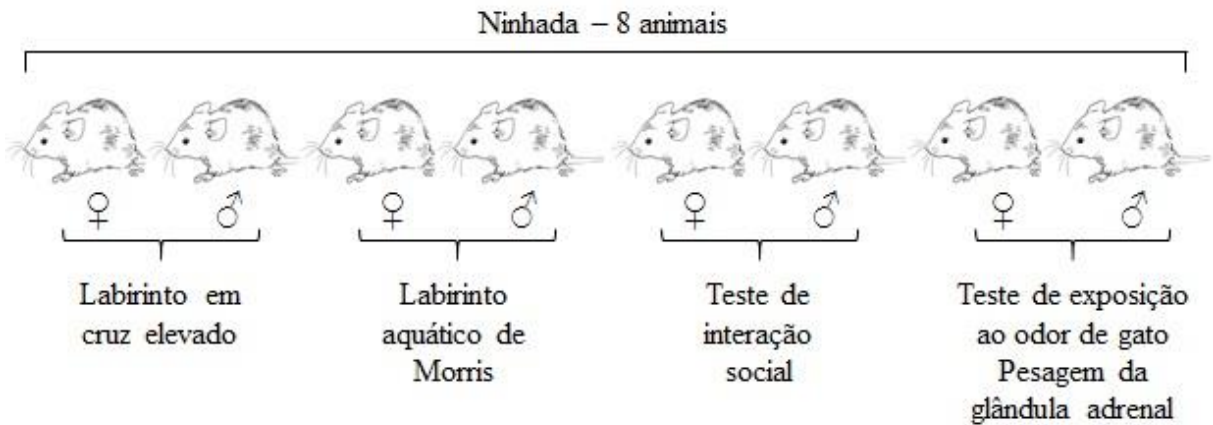 Ninhada – 8 animais
♀ ♂ ♀ ♂ ♀ ♂ ♀ ♂
Labirinto em
cruz elevado
Labirinto
aquático de
Morris
Teste de
interação
social
Teste de exposição
ao odor de gato
Pesagem da
glândula adrenal